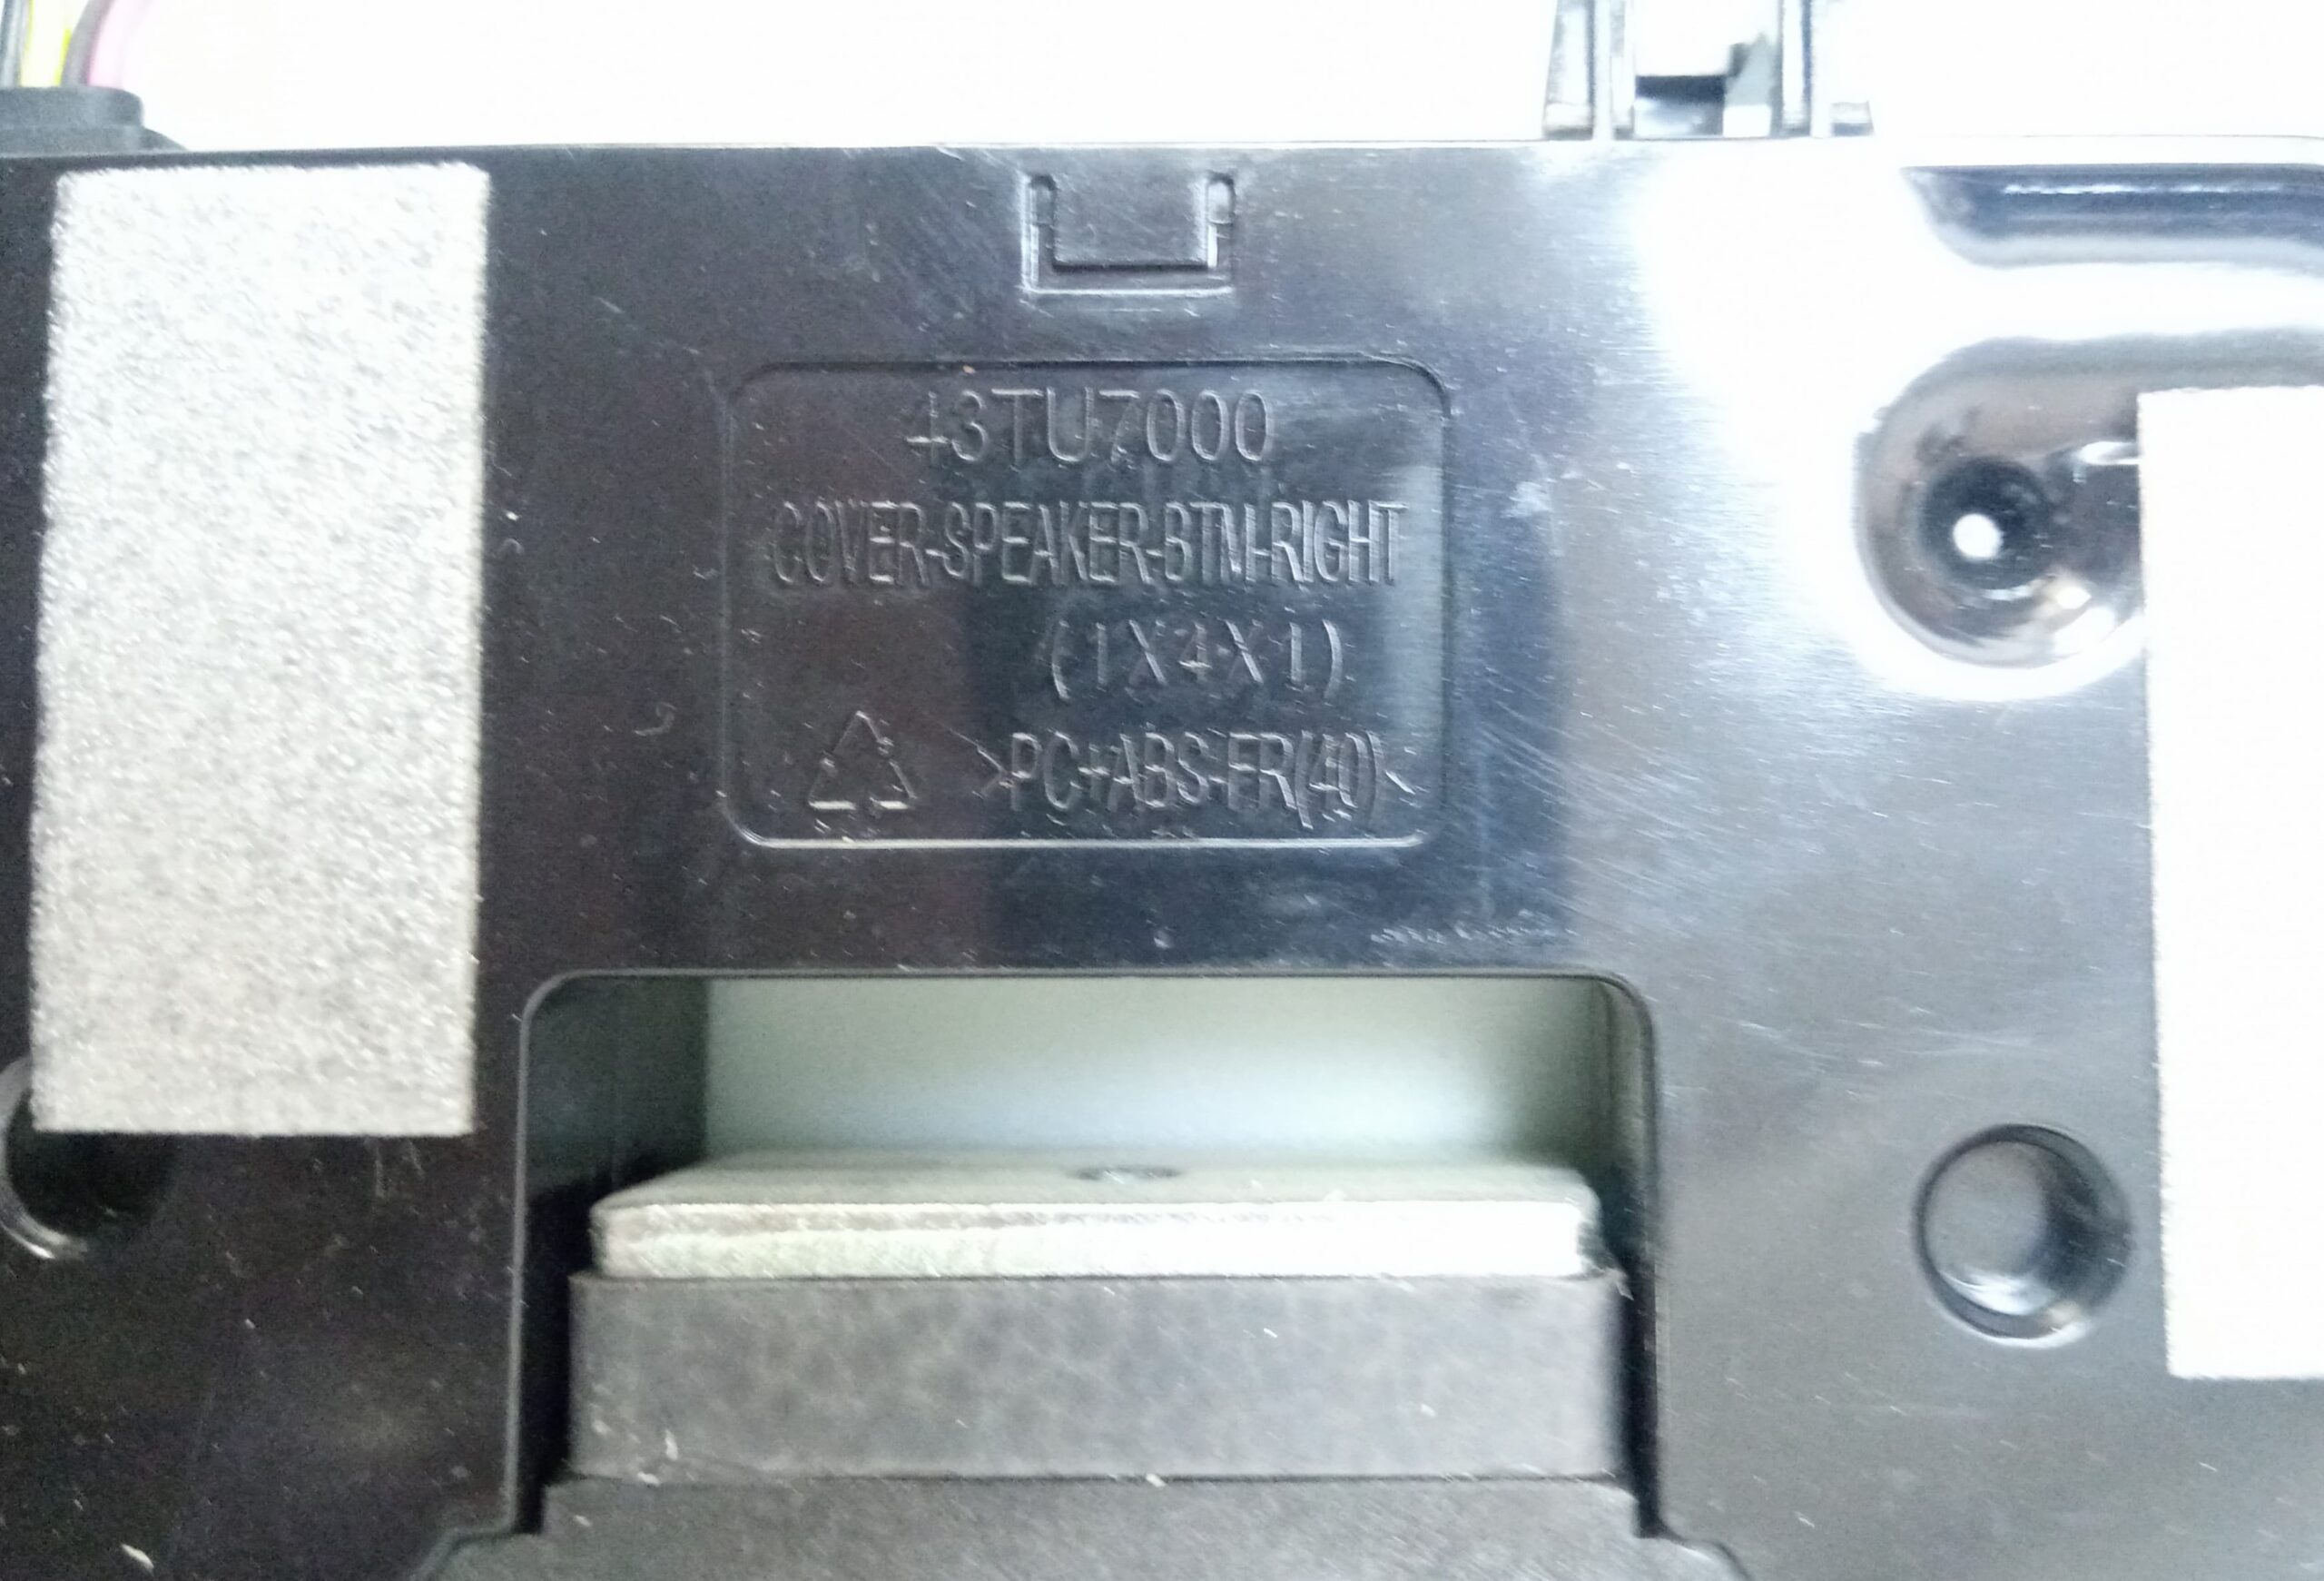 43TU7000
COVER-SPEAKER-BTM-RIGHT
(1X4X1)
>PC+ABS-FR(40)<